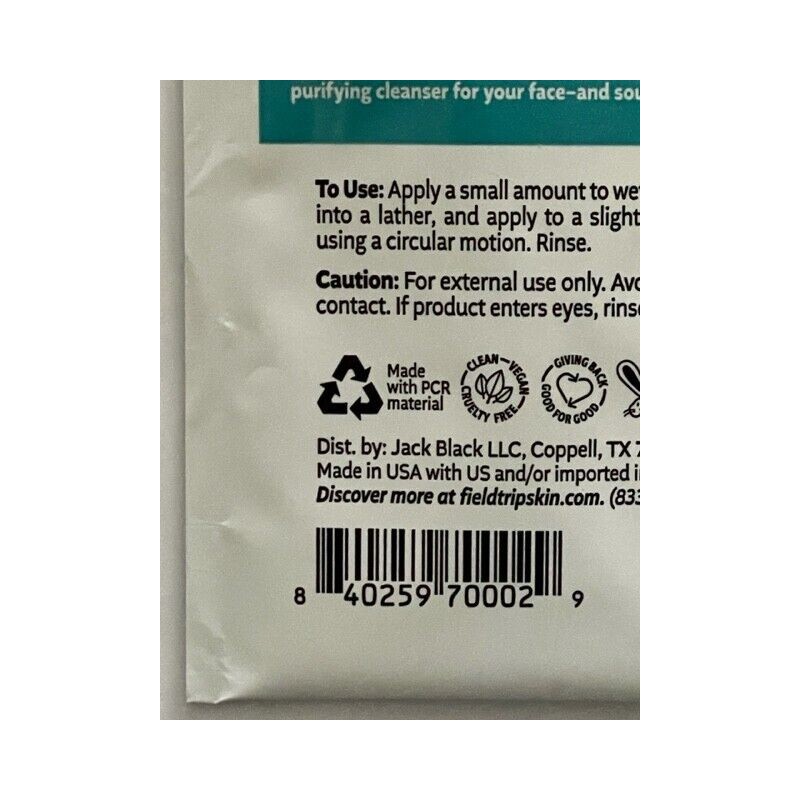 purifying cleanser for your face–and sou
To Use: Apply a small amount to we
into a lather, and apply to a slight
using a circular motion. Rinse.
Caution: For external use only. Avo
contact. If product enters eyes, rins
Made
with PCR
material
CLEAN–VEGAN
CRUELTY FREE
GIVING BACK
GOOD FOR GOOD
Dist. by: Jack Black LLC, Coppell, TX 7
Made in USA with US and/or imported i
Discover more at fieldtripskin.com. (833
8 40259 70002 9